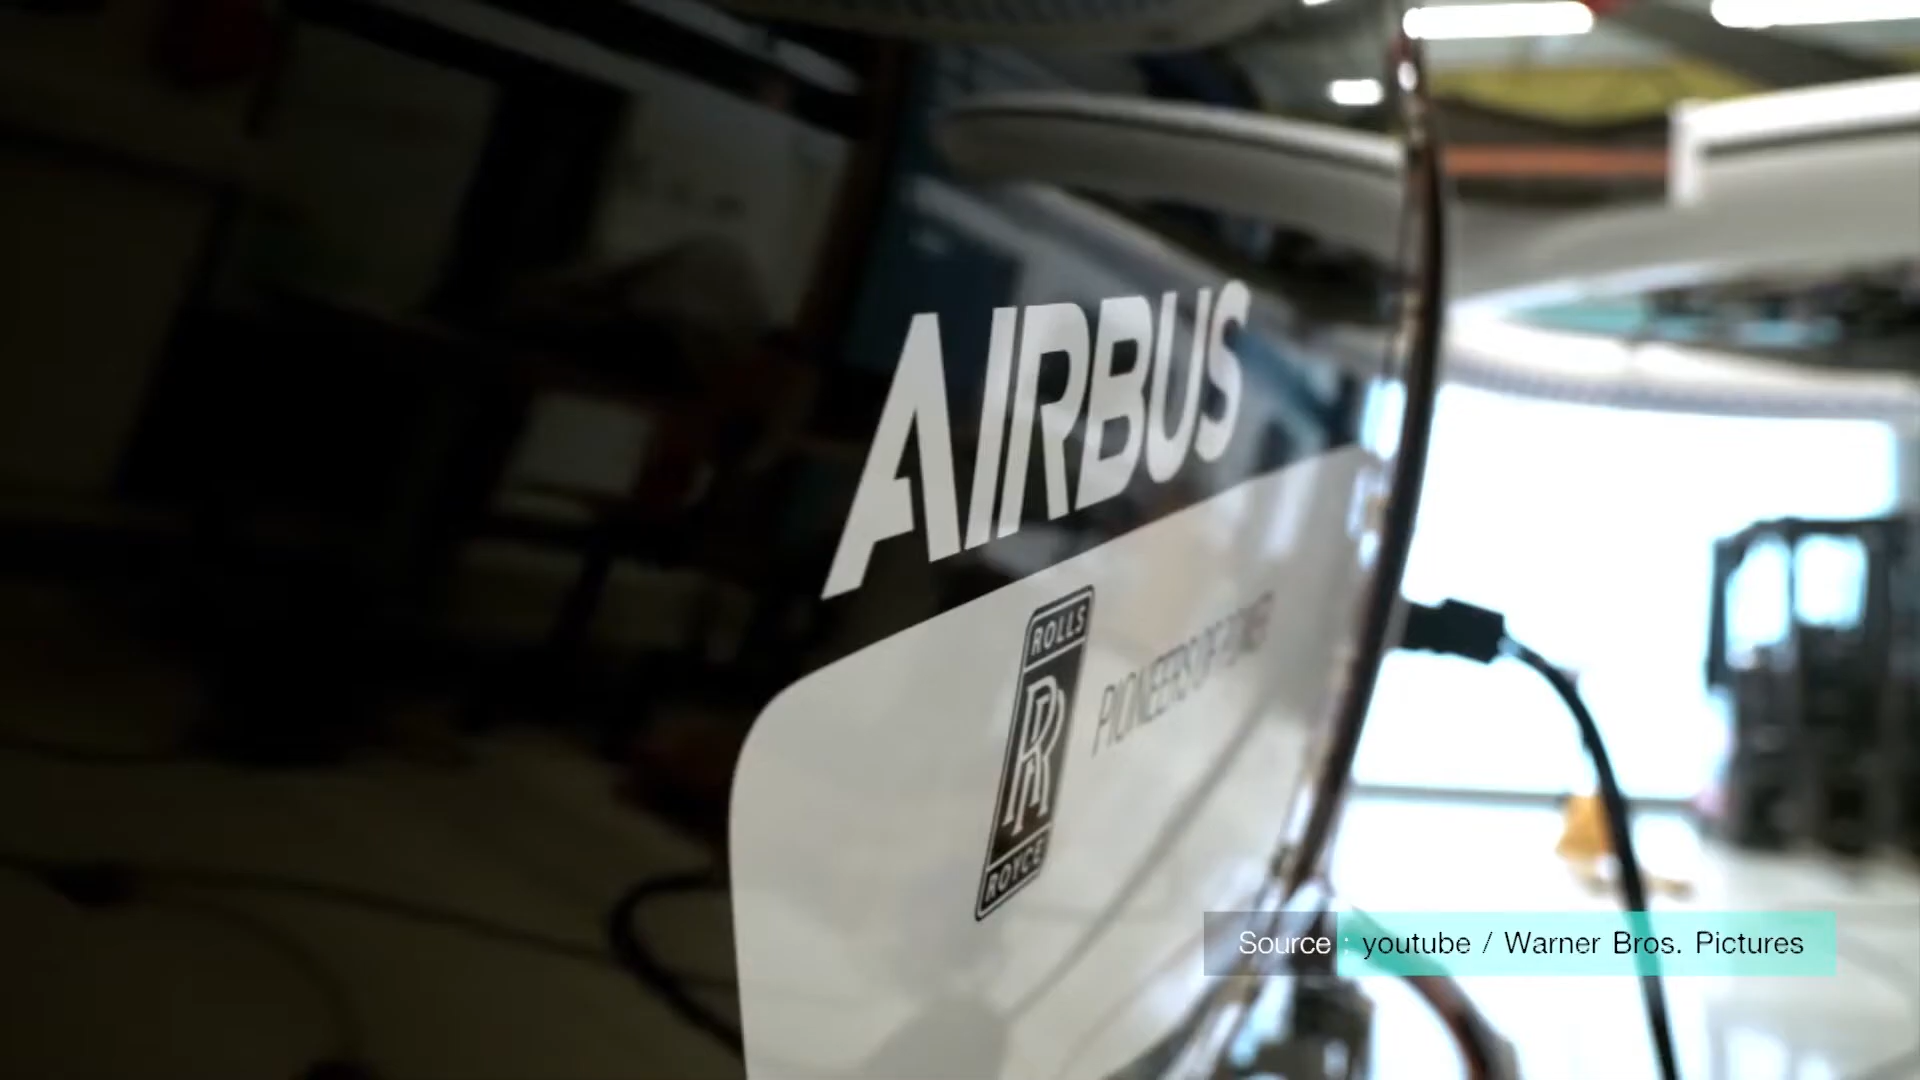 AIRBUS
ROLLS
RR
ROYCE
PIONEERS OF POWER
Source : youtube / Warner Bros. Pictures